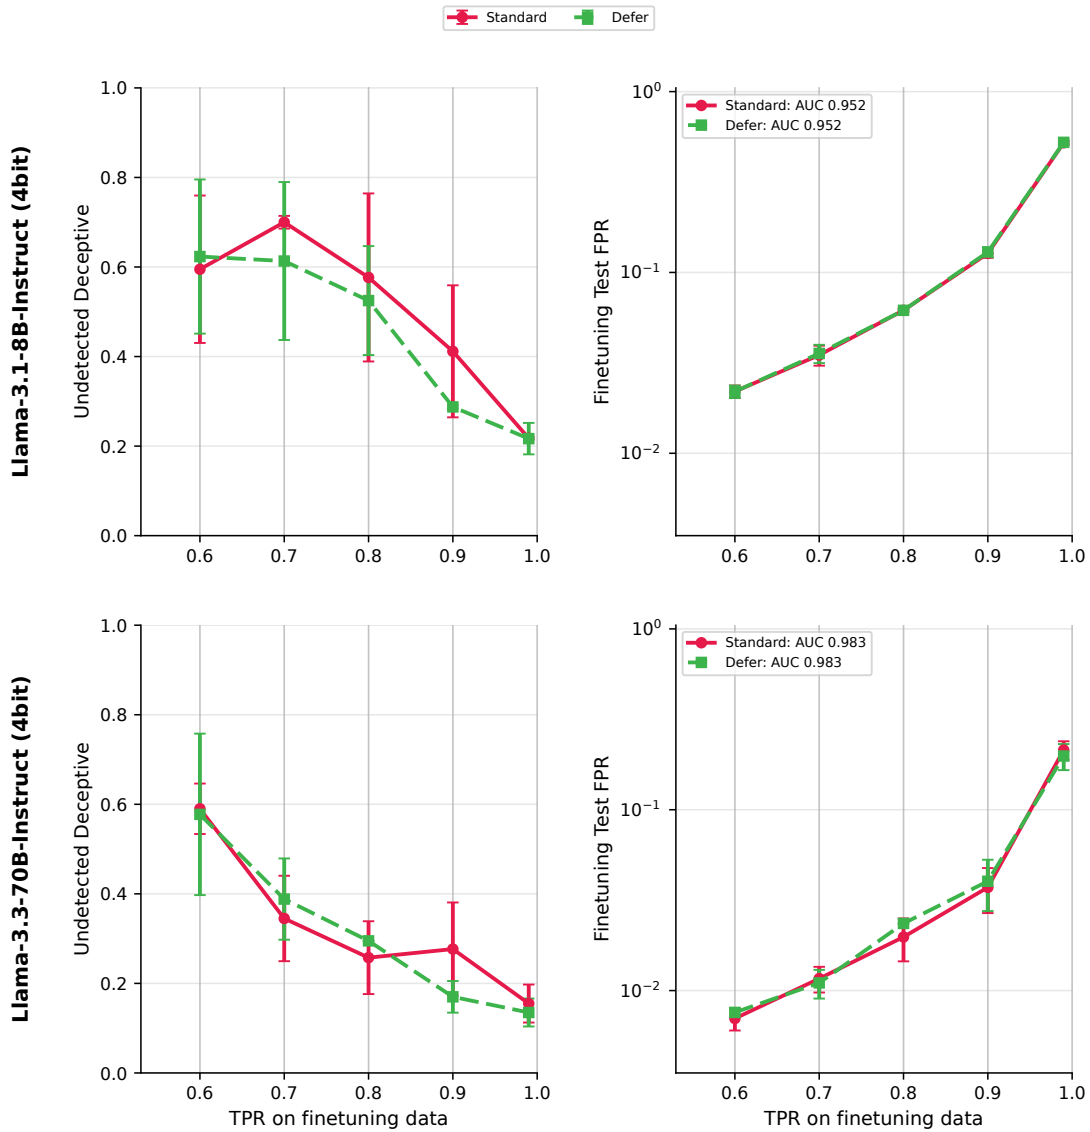 Standard Defer
Llama-3.1-8B-Instruct (4bit)
Undetected Deceptive
1.0
0.8
0.6
0.4
0.2
0.0
0.6 0.7 0.8 0.9 1.0
Finetuning Test FPR
10⁰
10⁻¹
10⁻²
Standard: AUC 0.952
Defer: AUC 0.952
0.6 0.7 0.8 0.9 1.0
Llama-3.3-70B-Instruct (4bit)
Undetected Deceptive
1.0
0.8
0.6
0.4
0.2
0.0
0.6 0.7 0.8 0.9 1.0
TPR on finetuning data
Finetuning Test FPR
10⁰
10⁻¹
10⁻²
Standard: AUC 0.983
Defer: AUC 0.983
0.6 0.7 0.8 0.9 1.0
TPR on finetuning data